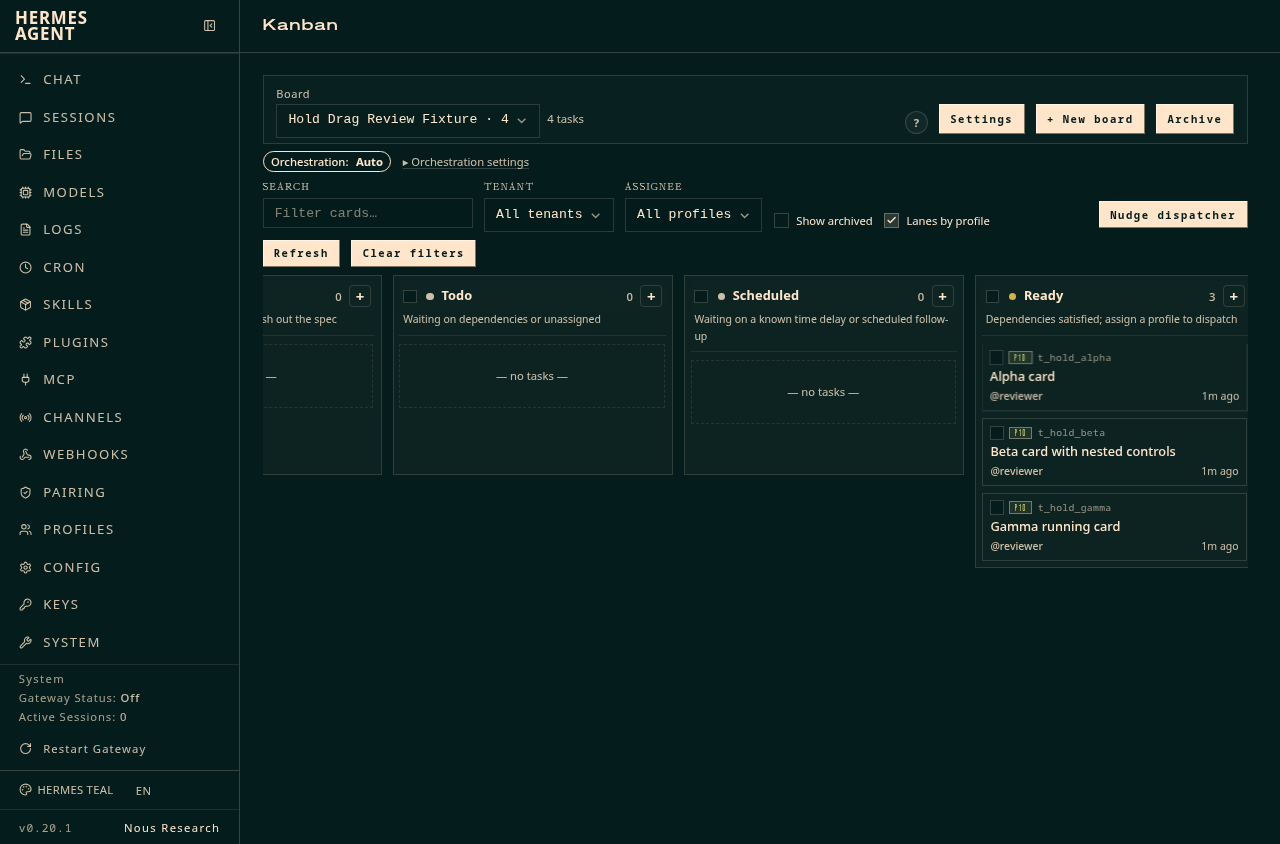 HERMES
AGENT
Kanban
CHAT
SESSIONS
FILES
MODELS
LOGS
CRON
SKILLS
PLUGINS
MCP
CHANNELS
WEBHOOKS
PAIRING
PROFILES
CONFIG
KEYS
SYSTEM
System
Gateway Status: Off
Active Sessions: 0
Restart Gateway
HERMES TEAL EN
v0.20.1 Nous Research
Board
Hold Drag Review Fixture · 4 4 tasks ? Settings + New board Archive
Orchestration: Auto ▸ Orchestration settings
SEARCH TENANT ASSIGNEE
Filter cards… All tenants All profiles Show archived Lanes by profile Nudge dispatcher
Refresh Clear filters
0 +
sh out the spec
—
Todo 0 +
Waiting on dependencies or unassigned
— no tasks —
Scheduled 0 +
Waiting on a known time delay or scheduled follow-
up
— no tasks —
Ready 3 +
Dependencies satisfied; assign a profile to dispatch
P10 t_hold_alpha
Alpha card
@reviewer 1m ago
P10 t_hold_beta
Beta card with nested controls
@reviewer 1m ago
P10 t_hold_gamma
Gamma running card
@reviewer 1m ago